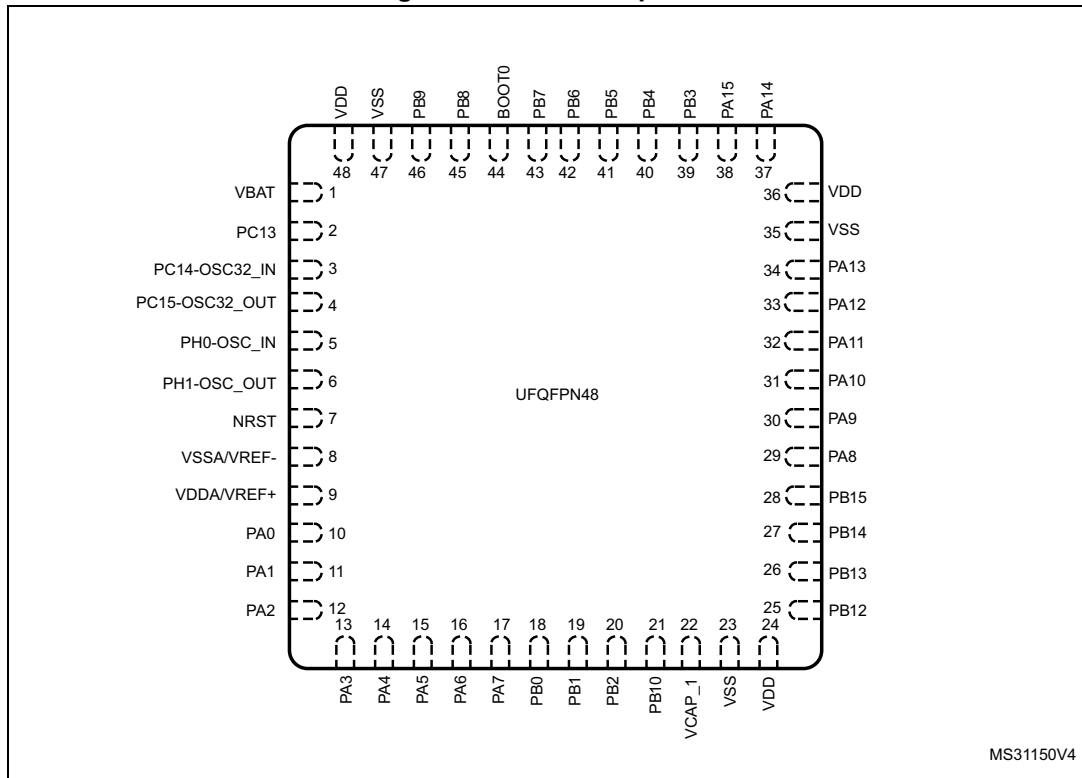 VDD
VSS
PB9
PB8
BOOT0
PB7
PB6
PB5
PB4
PB3
PA15
PA14
48 47 46 45 44 43 42 41 40 39 38 37
VBAT 1 36 VDD
PC13 2 35 VSS
PC14-OSC32_IN 3 34 PA13
PC15-OSC32_OUT 4 33 PA12
PH0-OSC_IN 5 32 PA11
PH1-OSC_OUT 6 31 PA10
UFQFPN48
NRST 7 30 PA9
VSSA/VREF- 8 29 PA8
VDDA/VREF+ 9 28 PB15
PA0 10 27 PB14
PA1 11 26 PB13
PA2 12 25 PB12
13 14 15 16 17 18 19 20 21 22 23 24
PA3
PA4
PA5
PA6
PA7
PB0
PB1
PB2
PB10
VCAP_1
VSS
VDD
MS31150V4